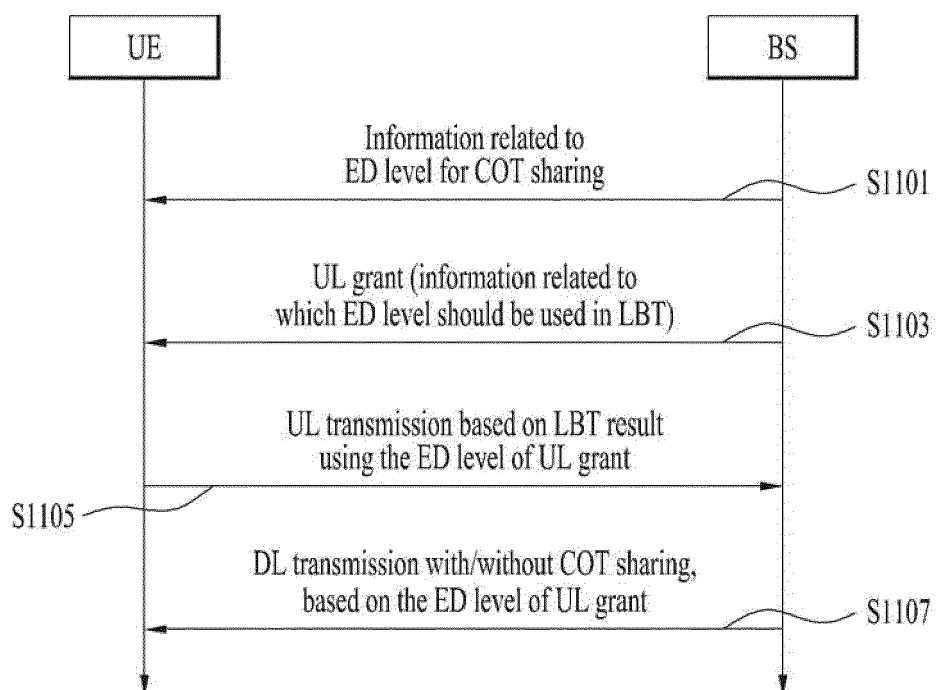 UE
BS
Information related to
ED level for COT sharing
S1101
UL grant (information related to
which ED level should be used in LBT)
S1103
UL transmission based on LBT result
using the ED level of UL grant
S1105
DL transmission with/without COT sharing,
based on the ED level of UL grant
S1107